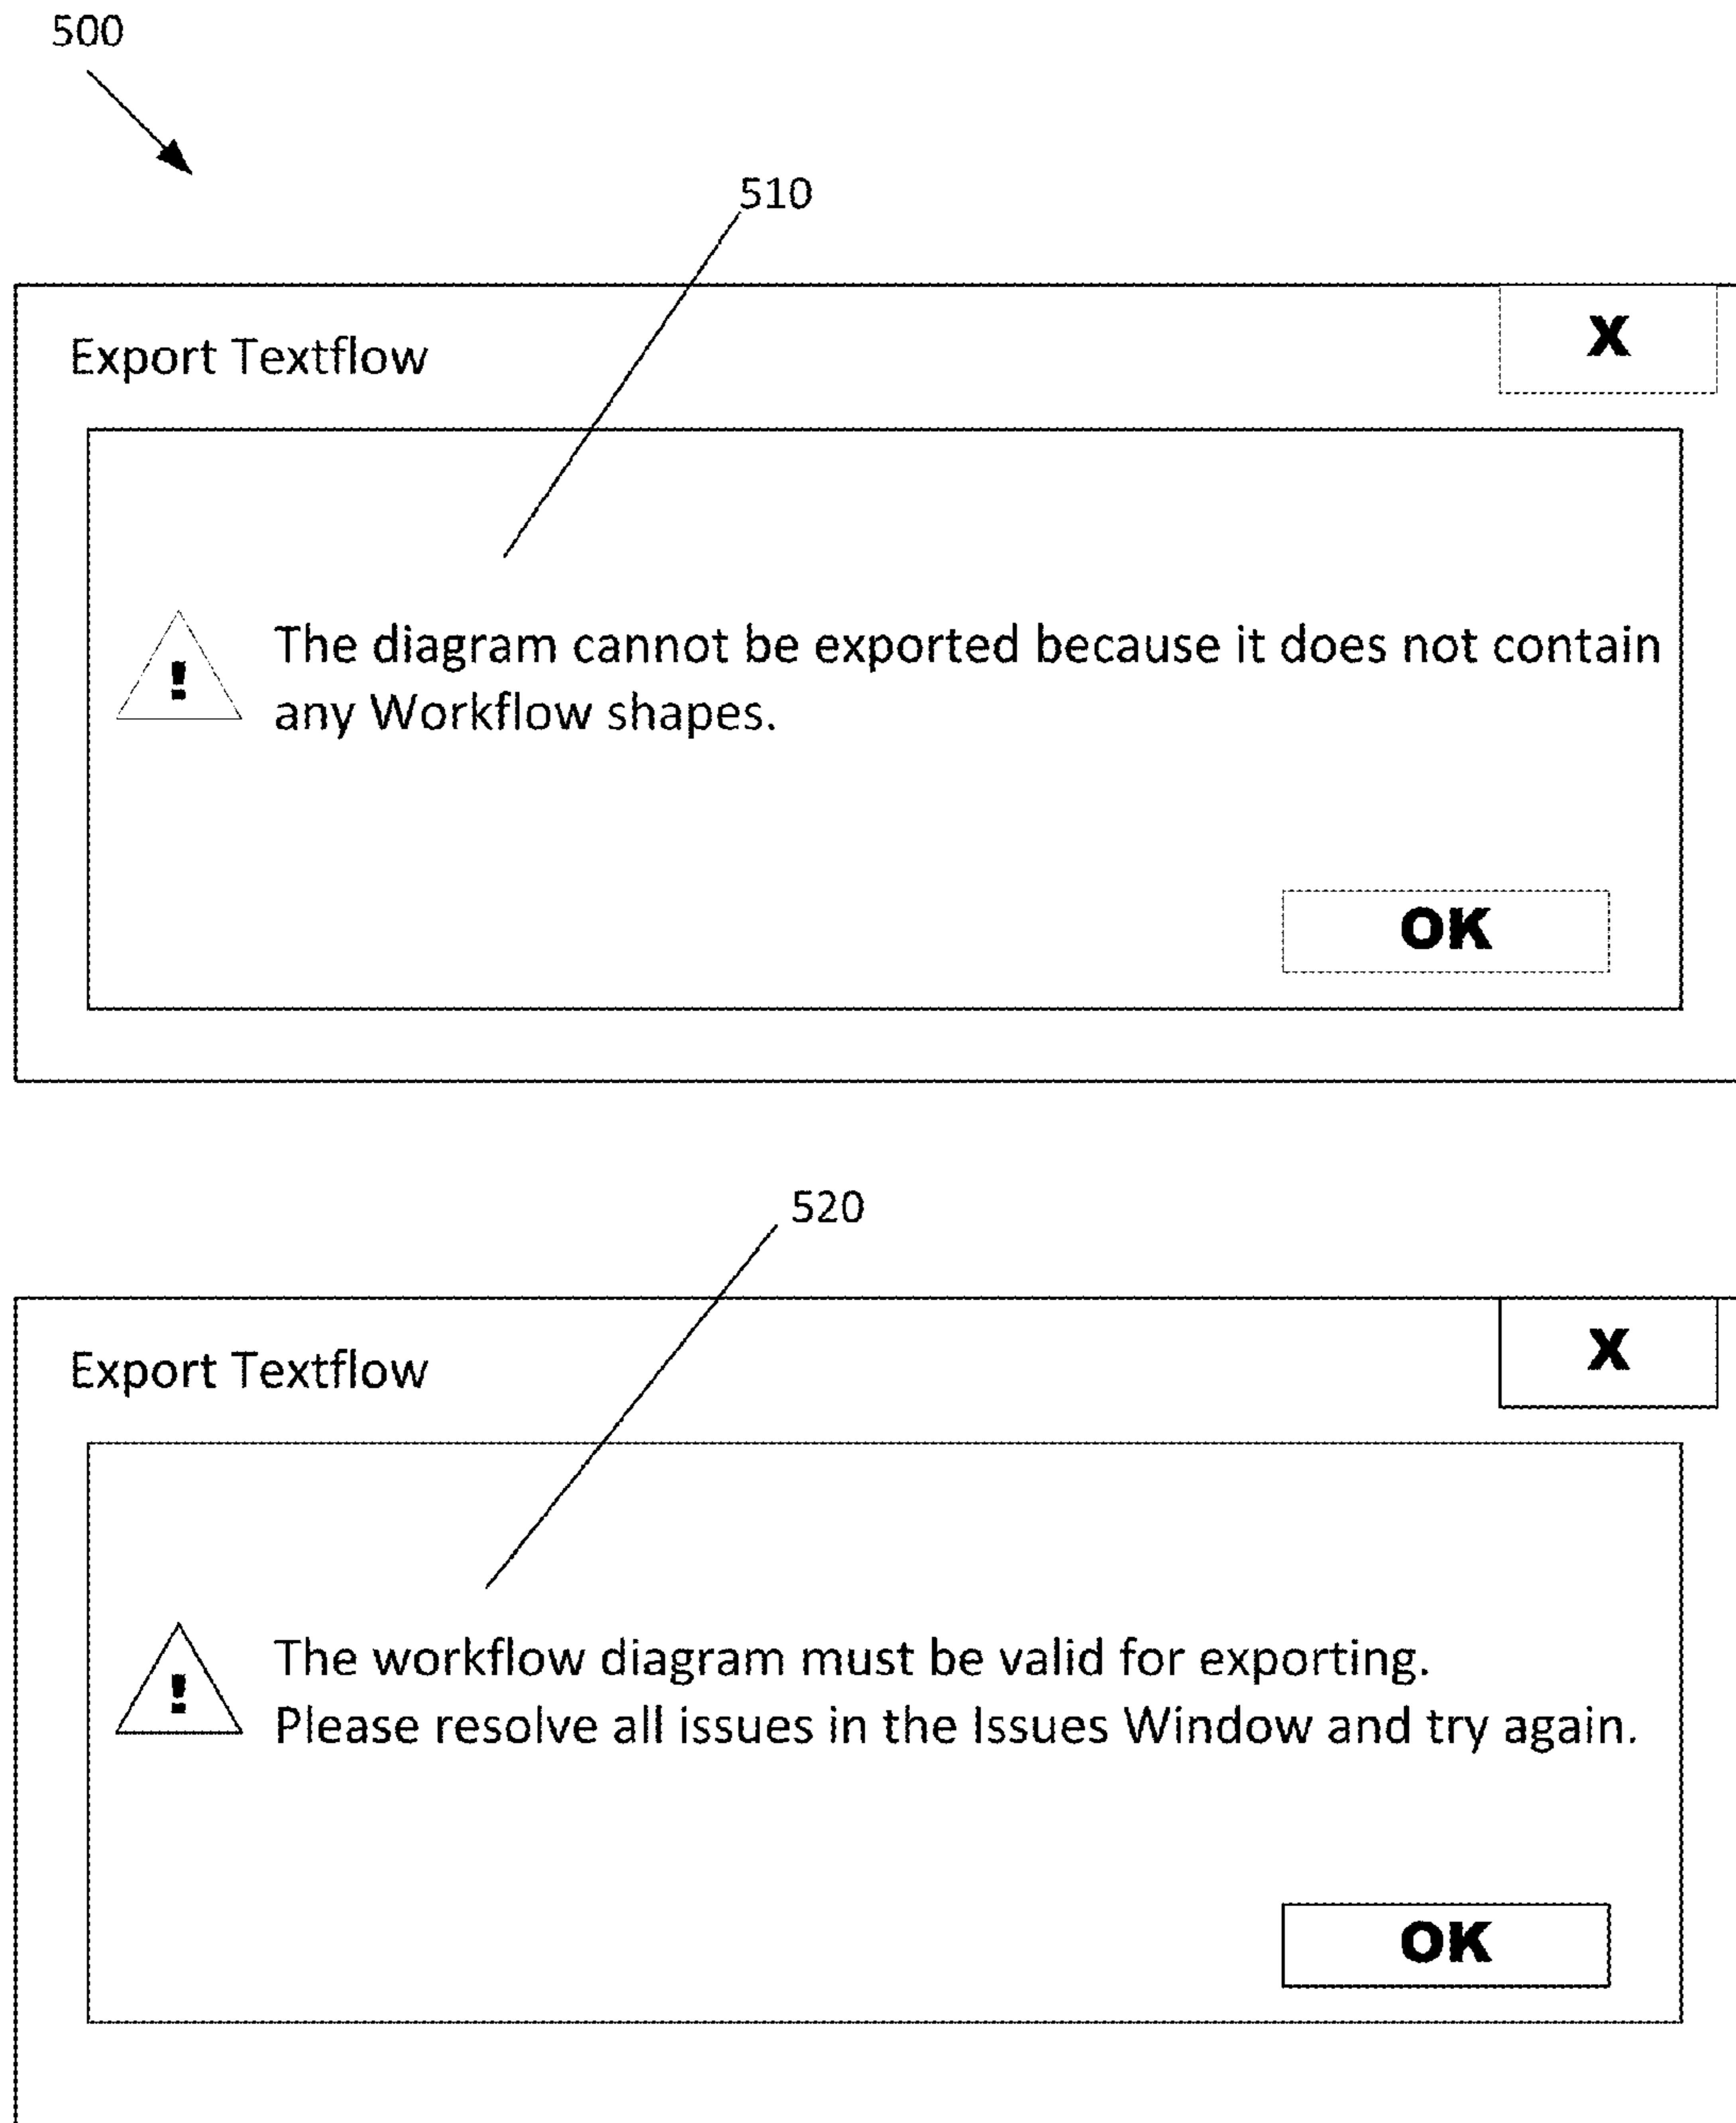 500
510
Export Textflow
X
!
The diagram cannot be exported because it does not contain
any Workflow shapes.
OK
520
Export Textflow
X
!
The workflow diagram must be valid for exporting.
Please resolve all issues in the Issues Window and try again.
OK